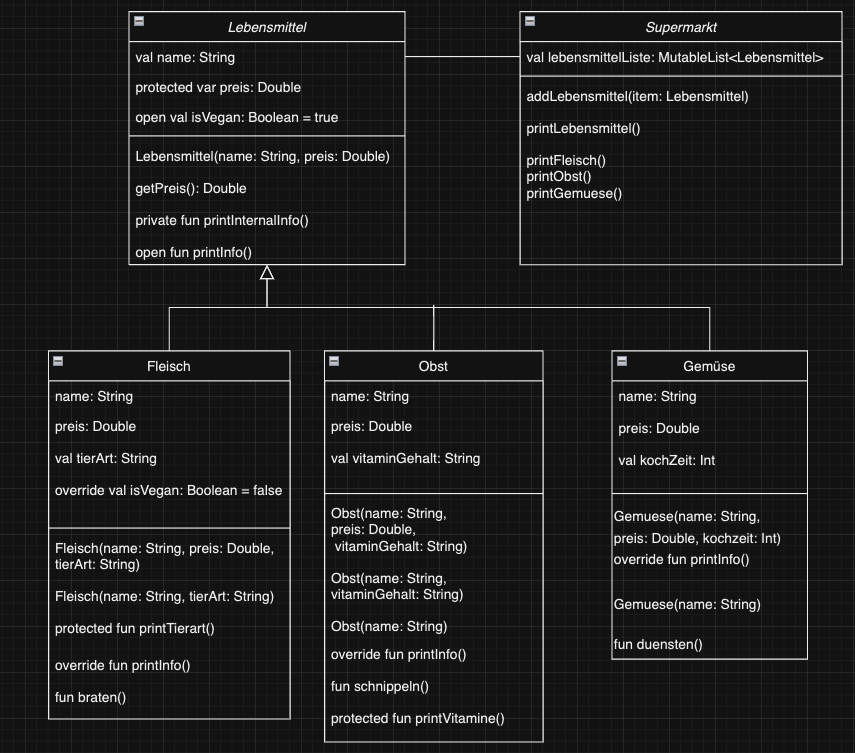 Lebensmittel
val name: String
protected var preis: Double
open val isVegan: Boolean = true
Lebensmittel(name: String, preis: Double)
getPreis(): Double
private fun printInternalInfo()
open fun printInfo()
Supermarkt
val lebensmittelListe: MutableList<Lebensmittel>
addLebensmittel(item: Lebensmittel)
printLebensmittel()
printFleisch()
printObst()
printGemuese()
Fleisch
name: String
preis: Double
val tierArt: String
override val isVegan: Boolean = false
Fleisch(name: String, preis: Double,
tierArt: String)
Fleisch(name: String, tierArt: String)
protected fun printTierart()
override fun printInfo()
fun braten()
Obst
name: String
preis: Double
val vitaminGehalt: String
Obst(name: String,
preis: Double,
vitaminGehalt: String)
Obst(name: String,
vitaminGehalt: String)
Obst(name: String)
override fun printInfo()
fun schnippeln()
protected fun printVitamine()
Gemüse
name: String
preis: Double
val kochZeit: Int
Gemuese(name: String,
preis: Double, kochzeit: Int)
override fun printInfo()
Gemuese(name: String)
fun duensten()